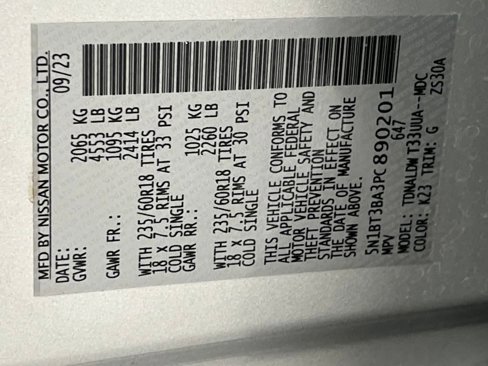 MFD BY NISSAN MOTOR CO., LTD.
DATE: 09/23
GVWR: 2065 KG
4553 LB
GAWR FR.: 1095 KG
2414 LB
WITH 235/60R18 TIRES
18 X 7.5 RIMS AT 33 PSI
COLD SINGLE
GAWR RR.: 1025 KG
2260 LB
WITH 235/60R18 TIRES
18 X 7.5 RIMS AT 30 PSI
COLD SINGLE
THIS VEHICLE CONFORMS TO
ALL APPLICABLE FEDERAL
MOTOR VEHICLE SAFETY AND
THEFT PREVENTION
STANDARDS IN EFFECT ON
THE DATE OF MANUFACTURE
SHOWN ABOVE.
5N1BT3BA3PC890201
MPV 647
MODEL: TDNALDW T33UUA--MDC
COLOR: K23 TRIM: G ZS30A